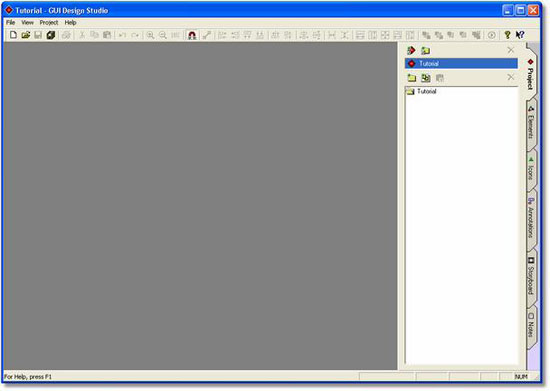 Tutorial - GUI Design Studio
File View Project Help
Tutorial
Tutorial
Project
Elements
Icons
Annotations
Storyboard
Notes
For Help, press F1
NUM